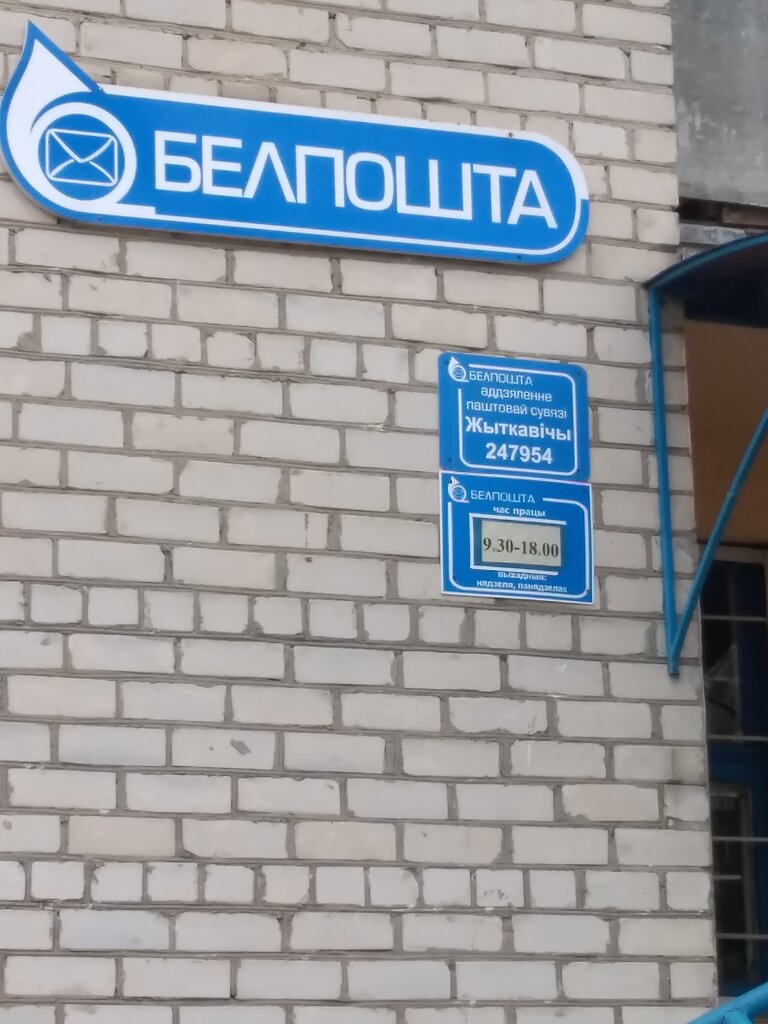 БЕЛПОШТА
БЕЛПОШТА
аддзяленне
паштовай сувязі
Жыткавічы
247954
БЕЛПОШТА
час працы
9.30-18.00
выхадныя:
нядзеля, панядзелак